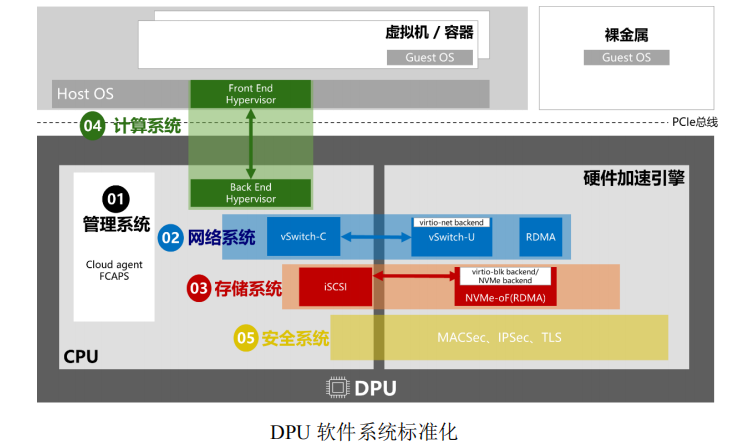 虚拟机 / 容器
Guest OS
裸金属
Guest OS
Host OS
Front End
Hypervisor
04 计算系统
PCIe总线
Back End
Hypervisor
硬件加速引擎
01
管理系统
Cloud agent
FCAPS
02 网络系统
vSwitch-C
virtio-net backend
vSwitch-U
RDMA
03 存储系统
iSCSI
virtio-blk backend/
NVMe backend
NVMe-oF(RDMA)
05 安全系统
MACSec、IPSec、TLS
CPU
DPU
DPU 软件系统标准化